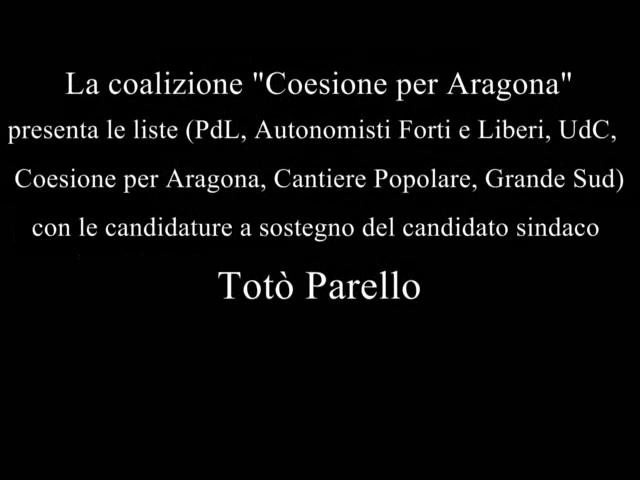 La coalizione "Coesione per Aragona"
presenta le liste (PdL, Autonomisti Forti e Liberi, UdC,
Coesione per Aragona, Cantiere Popolare, Grande Sud)
con le candidature a sostegno del candidato sindaco
Totò Parello